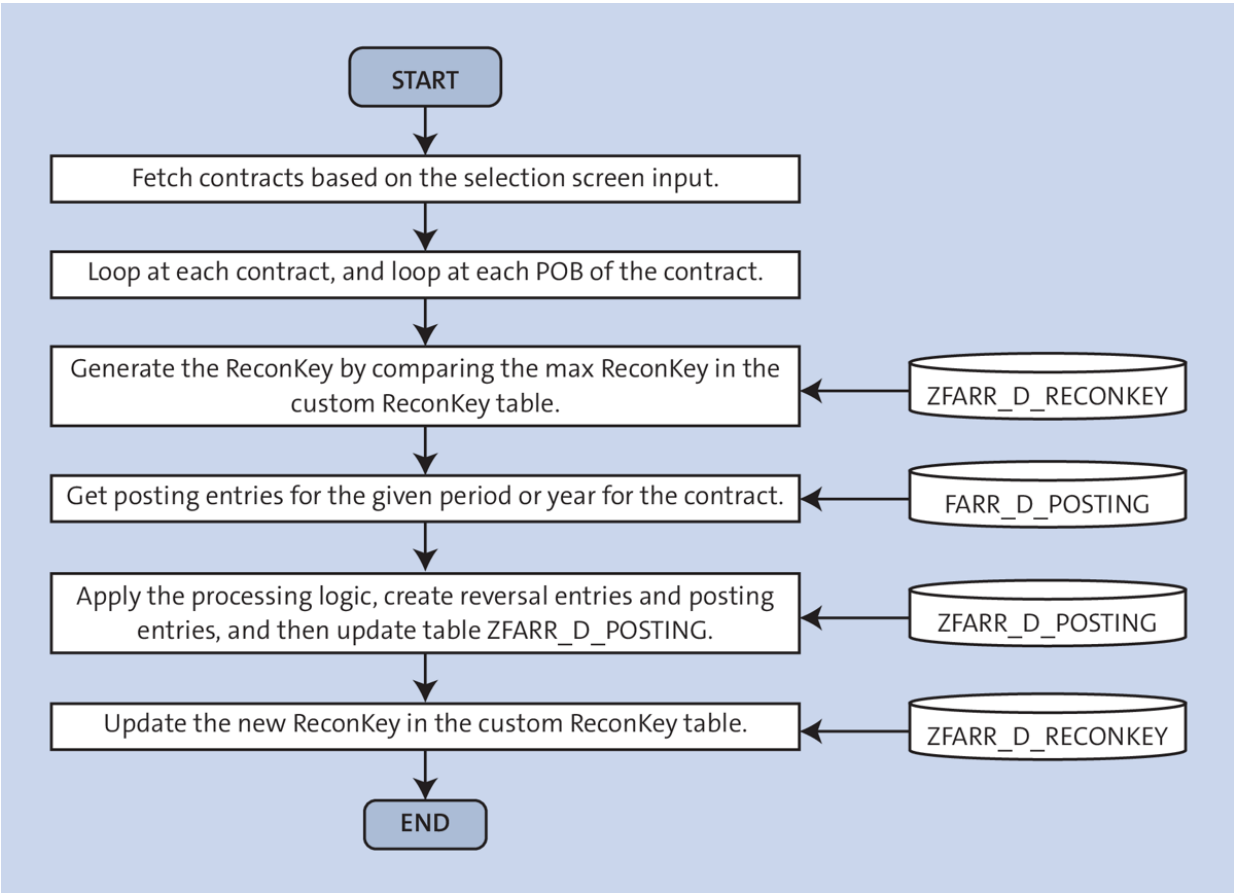 START
Fetch contracts based on the selection screen input.
Loop at each contract, and loop at each POB of the contract.
Generate the ReconKey by comparing the max ReconKey in the
custom ReconKey table.
ZFARR_D_RECONKEY
Get posting entries for the given period or year for the contract.
FARR_D_POSTING
Apply the processing logic, create reversal entries and posting
entries, and then update table ZFARR_D_POSTING.
ZFARR_D_POSTING
Update the new ReconKey in the custom ReconKey table.
ZFARR_D_RECONKEY
END